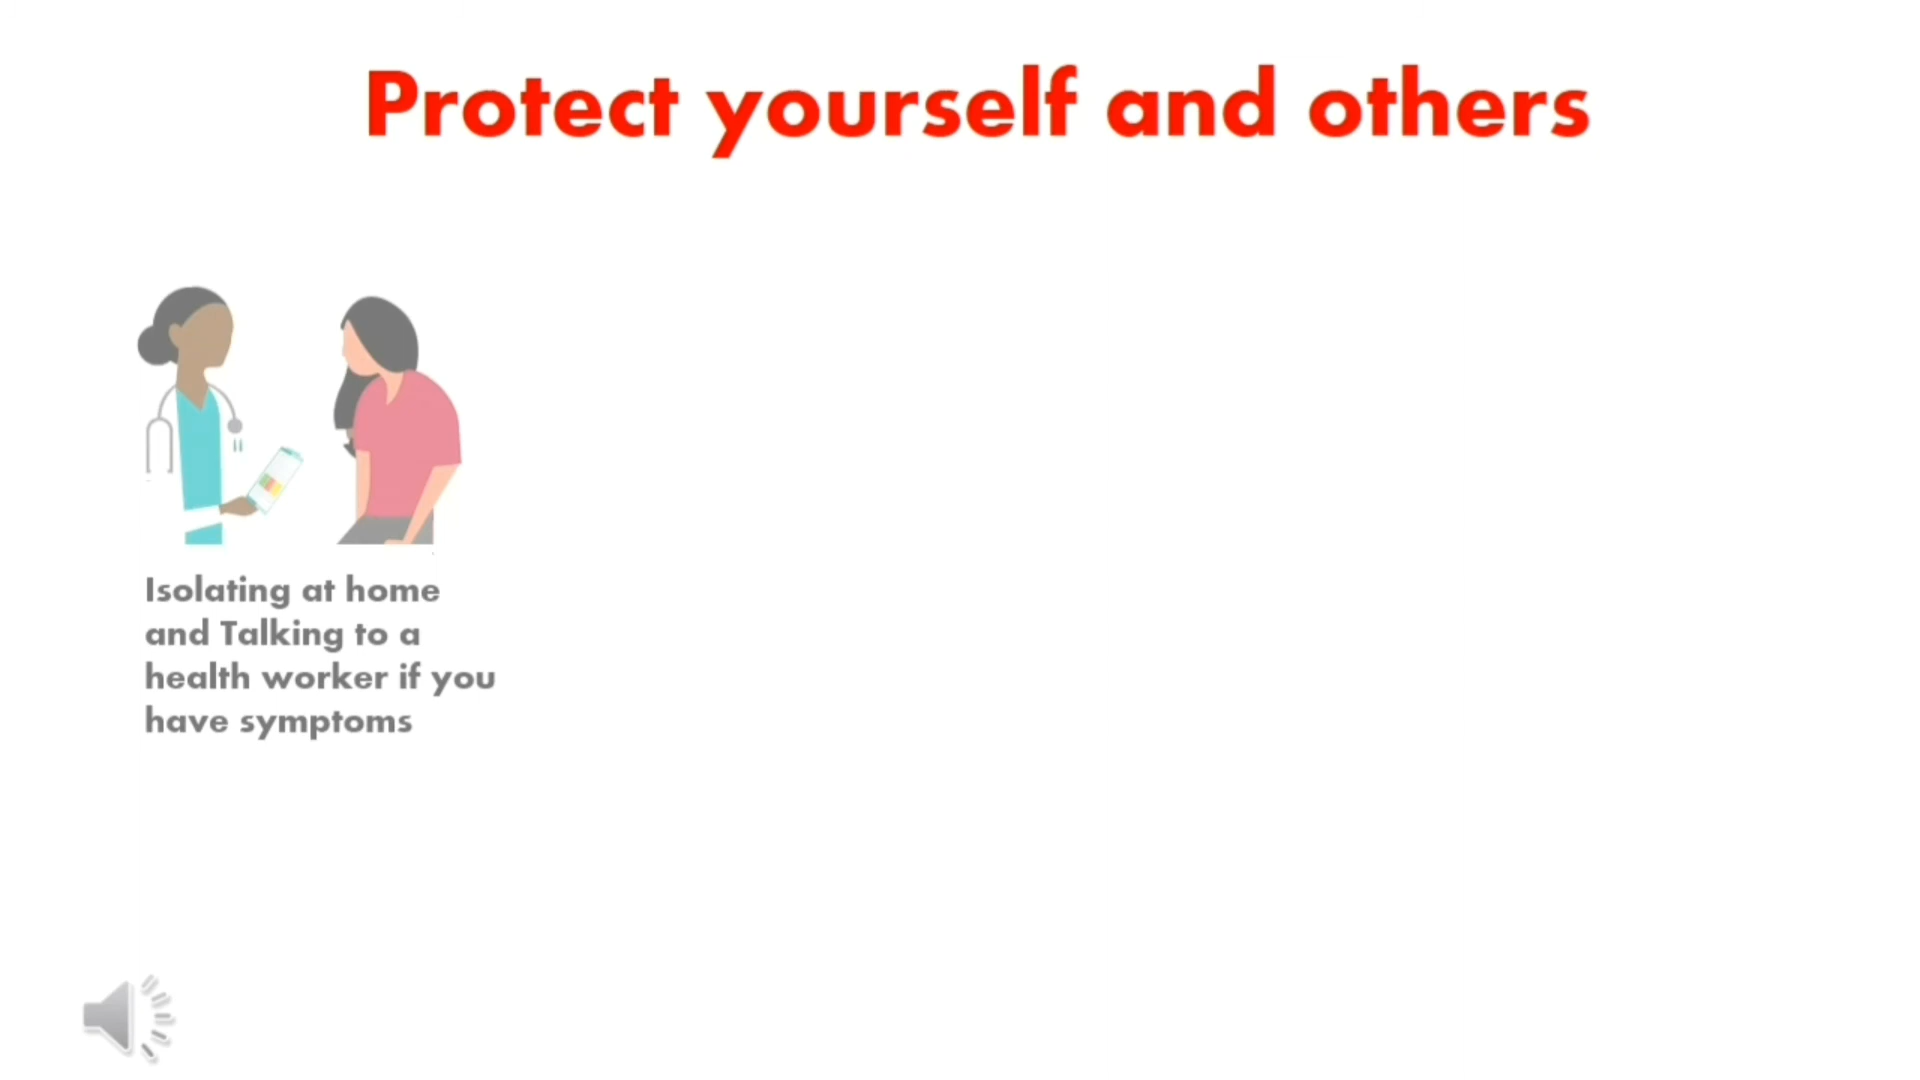 Protect yourself and others
Isolating at home
and Talking to a
health worker if you
have symptoms